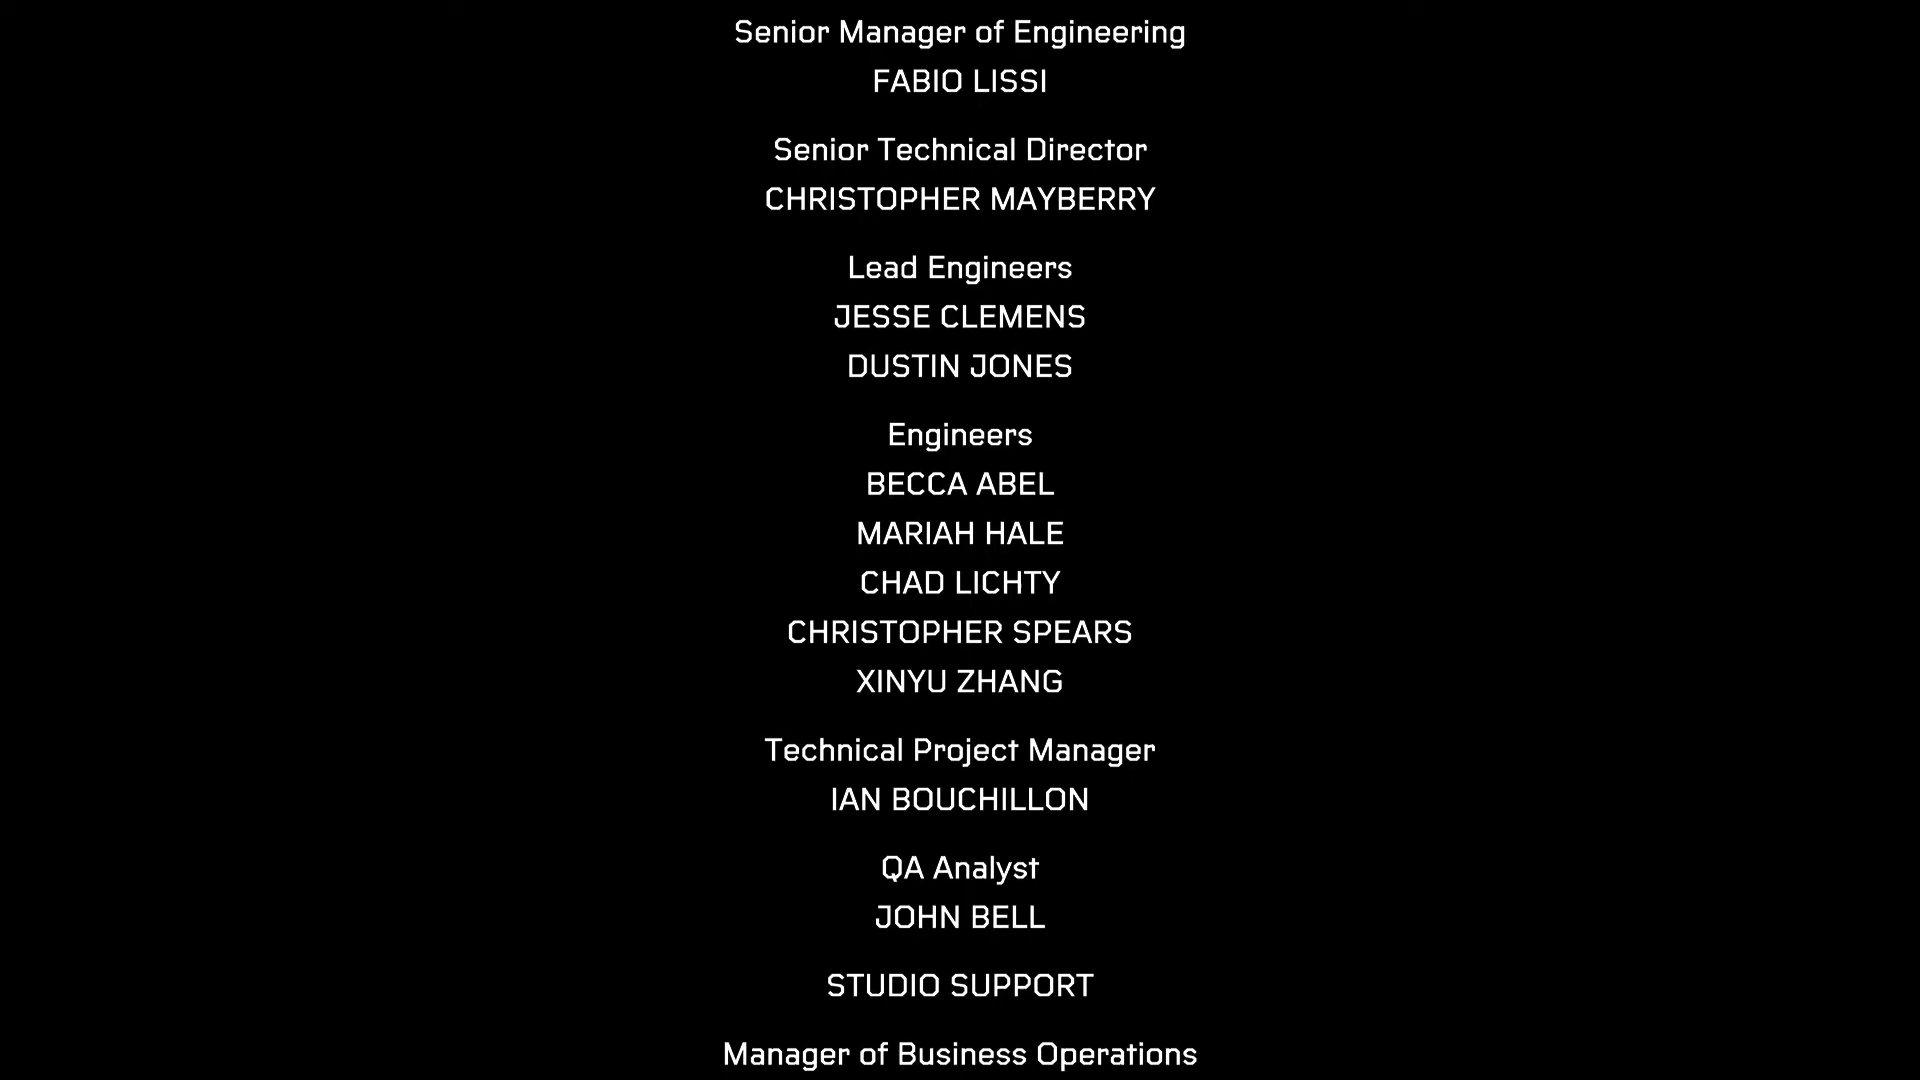 Senior Manager of Engineering
FABIO LISSI
Senior Technical Director
CHRISTOPHER MAYBERRY
Lead Engineers
JESSE CLEMENS
DUSTIN JONES
Engineers
BECCA ABEL
MARIAH HALE
CHAD LICHTY
CHRISTOPHER SPEARS
XINYU ZHANG
Technical Project Manager
IAN BOUCHILLON
QA Analyst
JOHN BELL
STUDIO SUPPORT
Manager of Business Operations